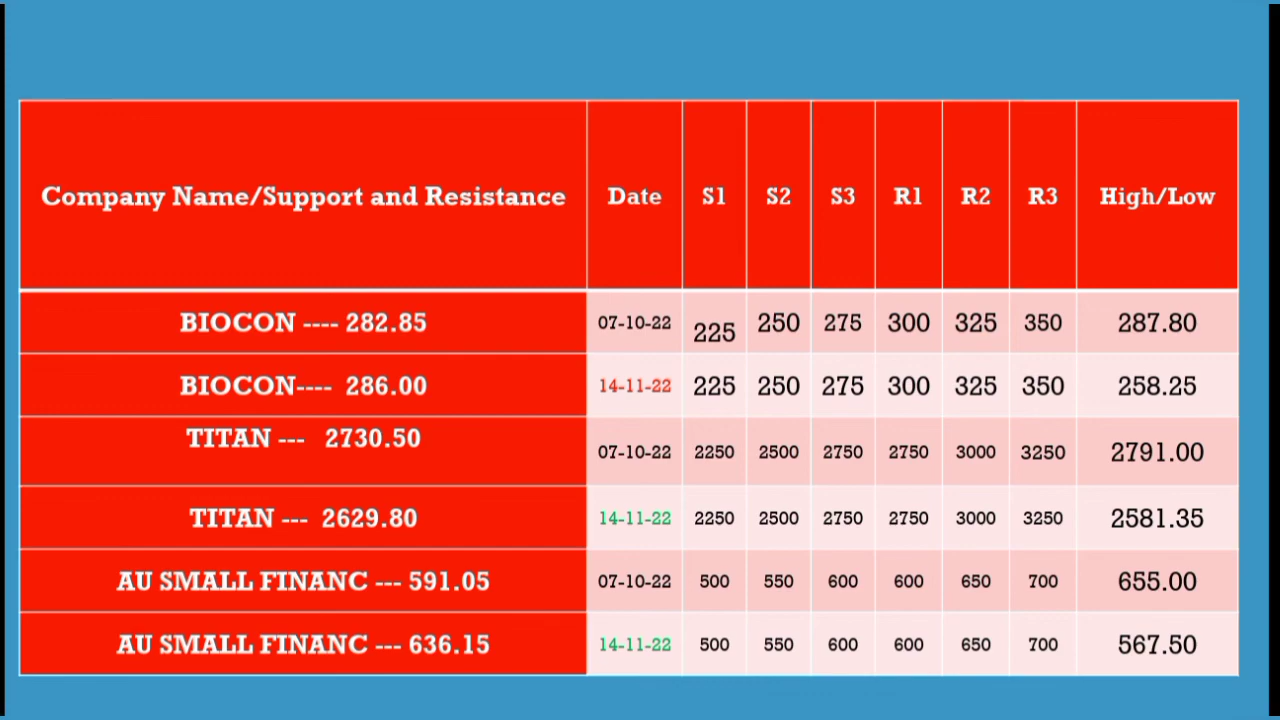 Company Name/Support and Resistance Date S1 S2 S3 R1 R2 R3 High/Low
BIOCON ---- 282.85 07-10-22 225 250 275 300 325 350 287.80
BIOCON---- 286.00 14-11-22 225 250 275 300 325 350 258.25
TITAN --- 2730.50 07-10-22 2250 2500 2750 2750 3000 3250 2791.00
TITAN --- 2629.80 14-11-22 2250 2500 2750 2750 3000 3250 2581.35
AU SMALL FINANC --- 591.05 07-10-22 500 550 600 600 650 700 655.00
AU SMALL FINANC --- 636.15 14-11-22 500 550 600 600 650 700 567.50